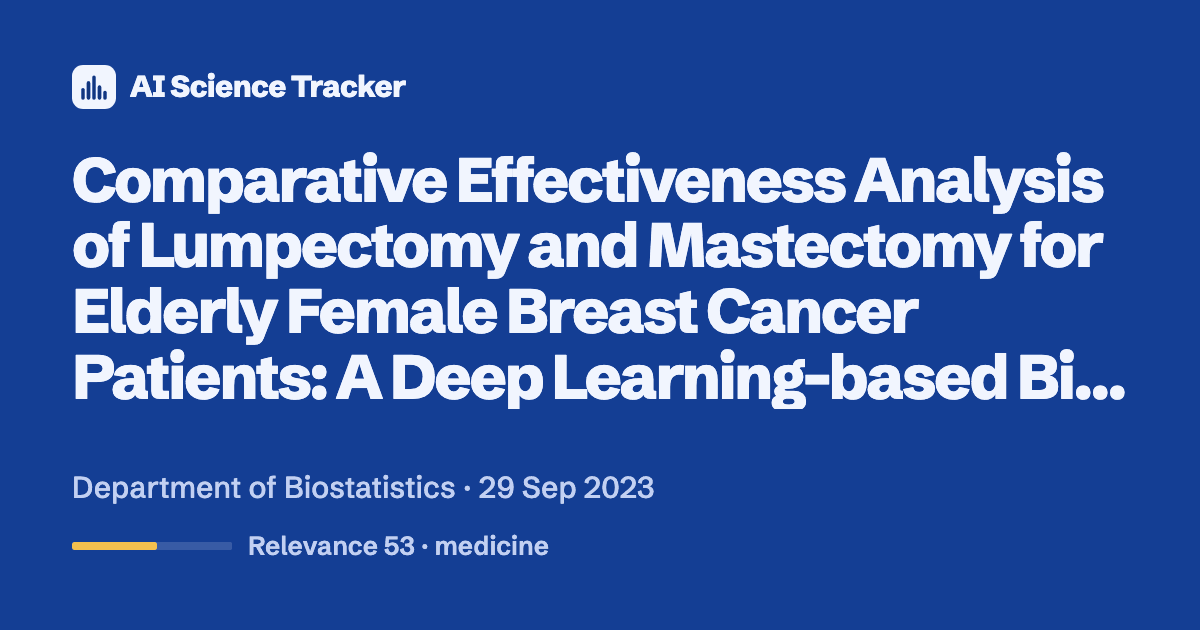 AI Science Tracker
Comparative Effectiveness Analysis
of Lumpectomy and Mastectomy for
Elderly Female Breast Cancer
Patients: A Deep Learning-based Bi...
Department of Biostatistics · 29 Sep 2023
Relevance 53 · medicine